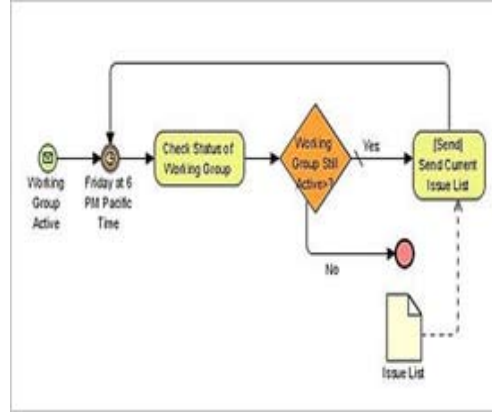 Working
Group
Active
Friday at 6
PM Pacific
Time
Check Status of
Working Group
Working
Group Still
Active>?
Yes
No
[Send]
Send Current
Issue List
Issue List